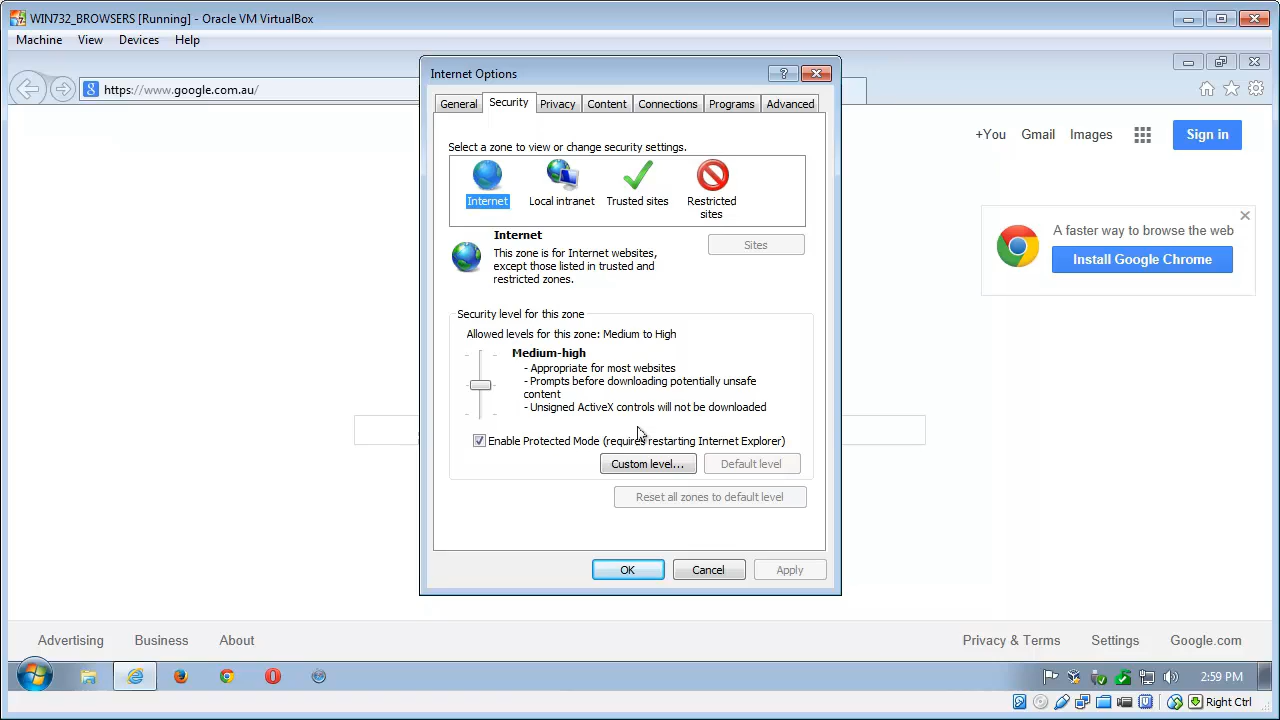 WIN732_BROWSERS [Running] - Oracle VM VirtualBox
Machine View Devices Help
https://www.google.com.au/
Internet Options
General Security Privacy Content Connections Programs Advanced
+You Gmail Images Sign in
Select a zone to view or change security settings.
Internet Local intranet Trusted sites Restricted
sites
Internet
Sites
This zone is for Internet websites,
except those listed in trusted and
restricted zones.
A faster way to browse the web
Install Google Chrome
Security level for this zone
Allowed levels for this zone: Medium to High
Medium-high
- Appropriate for most websites
- Prompts before downloading potentially unsafe
content
- Unsigned ActiveX controls will not be downloaded
Enable Protected Mode (requires restarting Internet Explorer)
Custom level... Default level
Reset all zones to default level
OK Cancel Apply
Advertising Business About Privacy & Terms Settings Google.com
2:59 PM
Right Ctrl